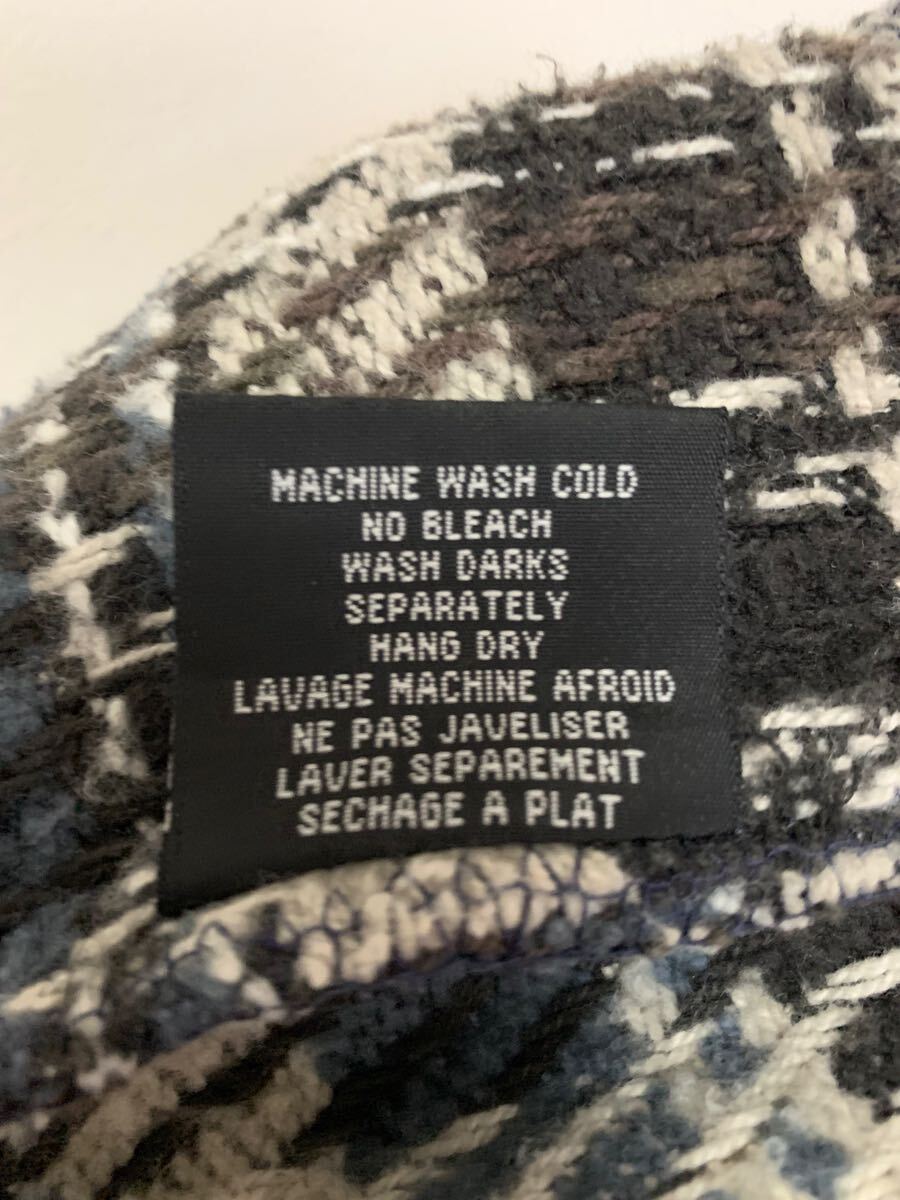 MACHINE WASH COLD
NO BLEACH
WASH DARKS
SEPARATELY
HANG DRY
LAVAGE MACHINE AFROID
NE PAS JAVELISER
LAVER SEPAREMENT
SECHAGE A PLAT